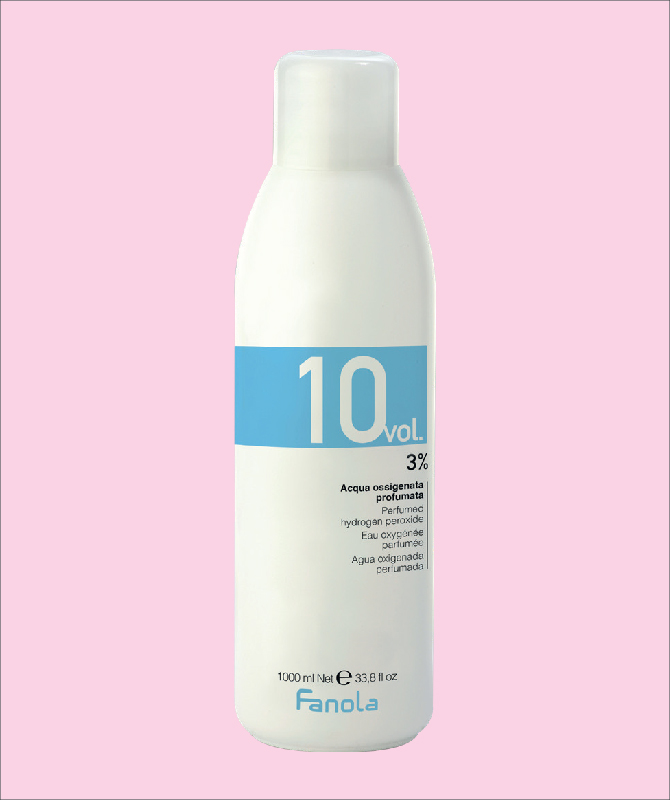 10 vol.
3%
Acqua ossigenata
profumata
Perfumed
hydrogen peroxide
Eau oxygénée
parfumée
Agua oxigenada
perfumada
1000 ml Net e 33,8 fl oz
Fanola